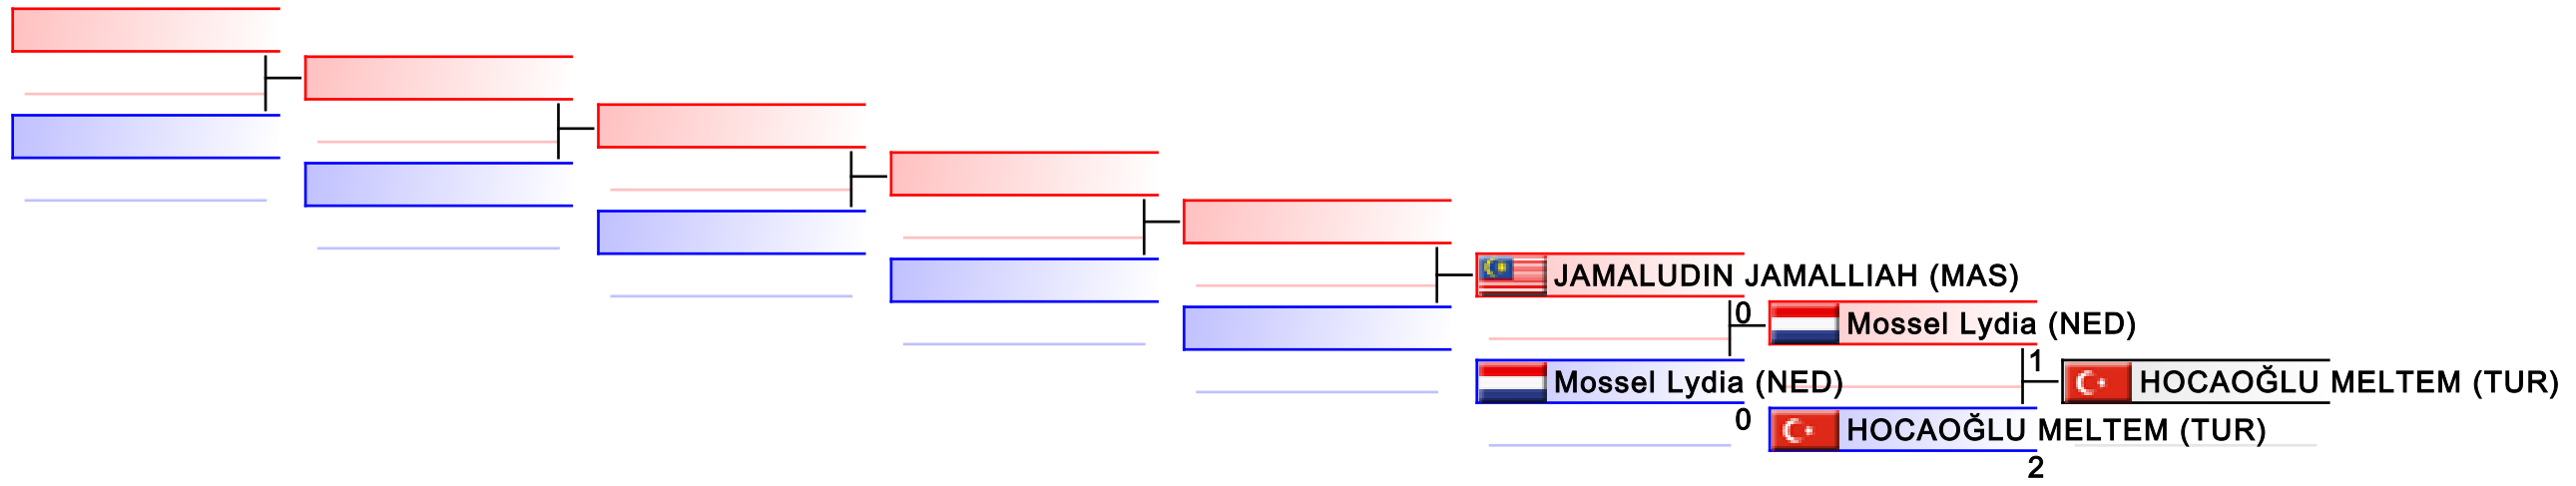 JAMALUDIN JAMALLIAH (MAS)
0
Mossel Lydia (NED)
Mossel Lydia (NED)
0
1
HOCAOĞLU MELTEM (TUR)
2
HOCAOĞLU MELTEM (TUR)